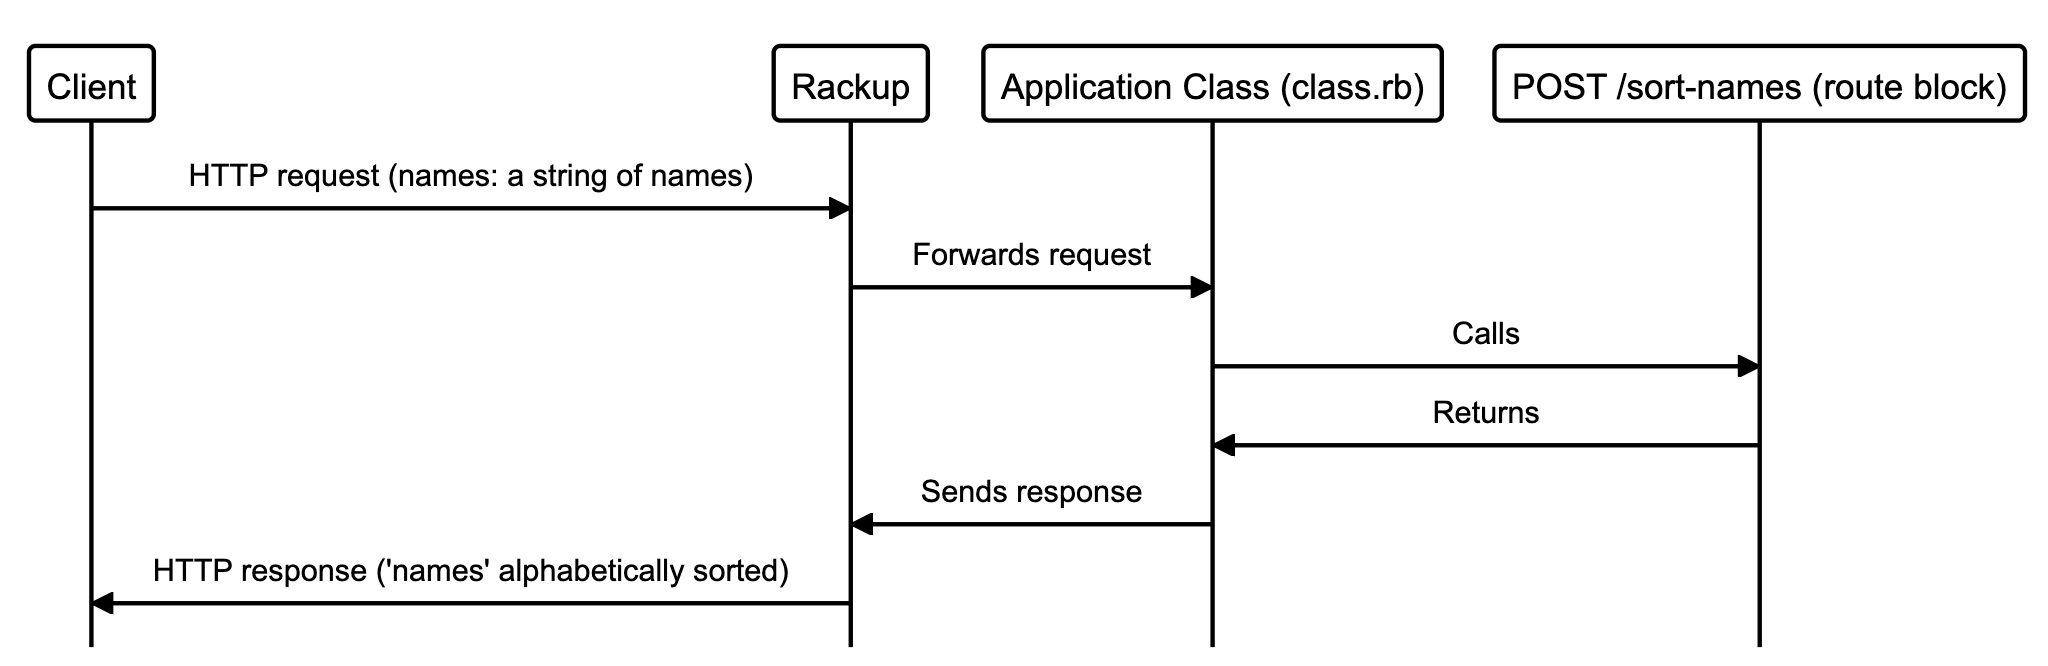 Client
Rackup
Application Class (class.rb)
POST /sort-names (route block)
HTTP request (names: a string of names)
Forwards request
Calls
Returns
Sends response
HTTP response ('names' alphabetically sorted)